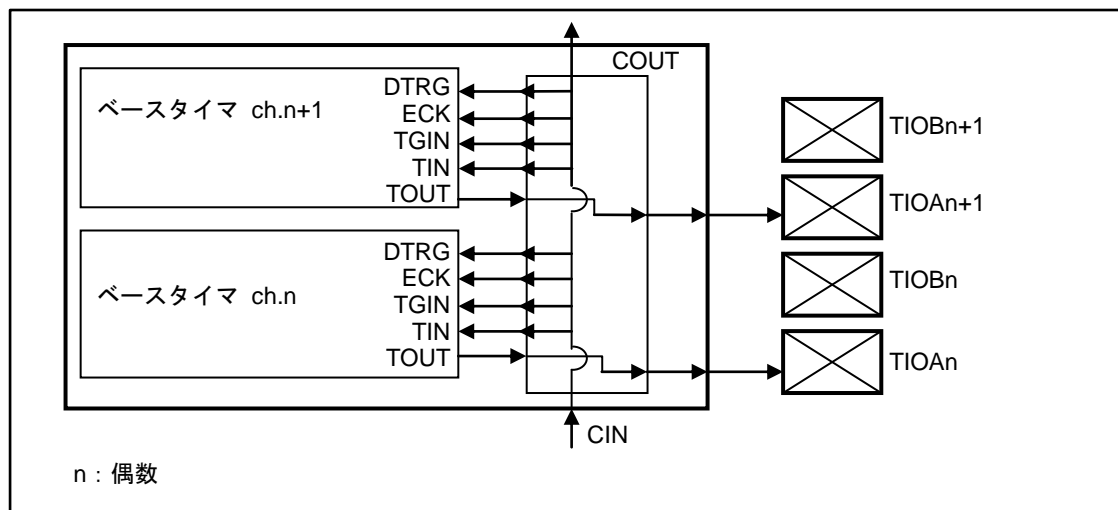 COUT
ベースタイマ ch.n+1
DTRG
ECK
TGIN
TIN
TOUT
TIOBn+1
TIOAn+1
ベースタイマ ch.n
DTRG
ECK
TGIN
TIN
TOUT
TIOBn
TIOAn
CIN
n：偶数